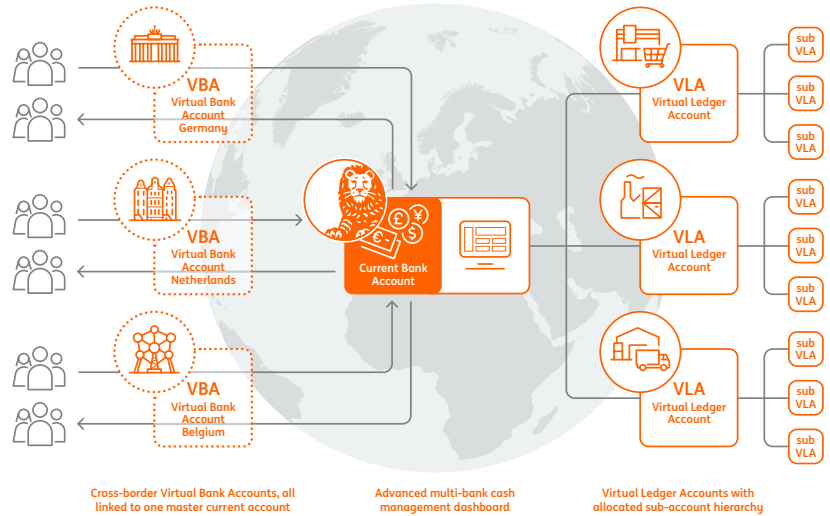 VBA
Virtual Bank
Account
Germany
VBA
Virtual Bank
Account
Netherlands
VBA
Virtual Bank
Account
Belgium
£
¥
€-
$
Current Bank
Account
VLA
Virtual Ledger
Account
sub
VLA
sub
VLA
sub
VLA
VLA
Virtual Ledger
Account
sub
VLA
sub
VLA
sub
VLA
VLA
Virtual Ledger
Account
sub
VLA
sub
VLA
sub
VLA
Cross-border Virtual Bank Accounts, all
linked to one master current account
Advanced multi-bank cash
management dashboard
Virtual Ledger Accounts with
allocated sub-account hierarchy